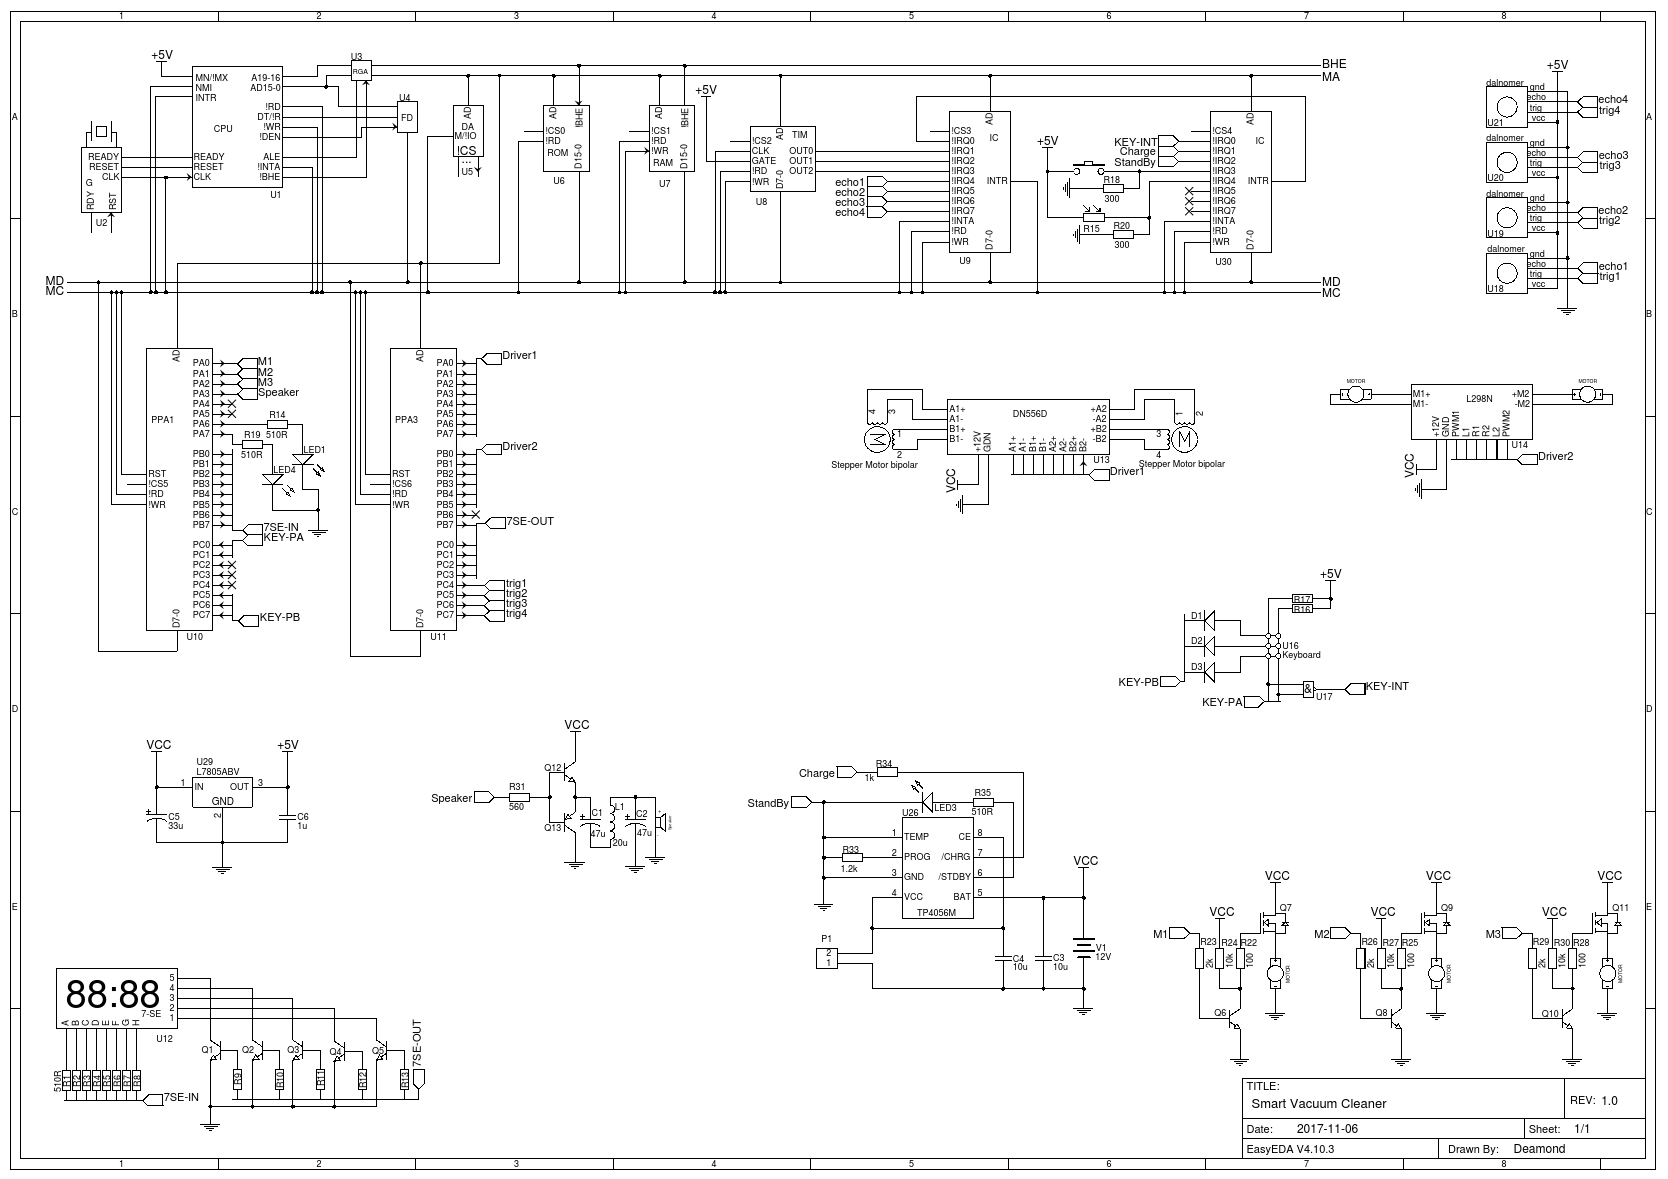 1 2 3 4 5 6 7 8
A
B
C
D
E
A
B
C
D
E
+5V
MN/!MX
NMI
INTR
CPU
READY
RESET
CLK
A19-16
AD15-0
!RD
DT/!R
!WR
!DEN
ALE
!INTA
!BHE
U1
READY
RESET
CLK
G
RDY
RST
U2
U3
RGA
U4
FD
AD
DA
M/!IO
!CS
...
U5
AD
!BHE
!CS0
!RD
ROM
D15-0
U6
AD
!BHE
!CS1
!RD
!WR
RAM
D15-0
U7
+5V
AD
TIM
!CS2
CLK
GATE
!RD
!WR
D7-0
OUT0
OUT1
OUT2
U8
echo1
echo2
echo3
echo4
AD
IC
!CS3
!IRQ0
!IRQ1
!IRQ2
!IRQ3
!IRQ4
!IRQ5
!IRQ6
!IRQ7
!INTA
!RD
!WR
INTR
D7-0
U9
+5V
KEY-INT
Charge
StandBy
R18
300
R15
R20
300
AD
IC
!CS4
!IRQ0
!IRQ1
!IRQ2
!IRQ3
!IRQ4
!IRQ5
!IRQ6
!IRQ7
!INTA
!RD
!WR
INTR
D7-0
U30
BHE
MA
MD
MC
MD
MC
+5V
dalnomer
gnd
echo
trig
vcc
U21
echo4
trig4
dalnomer
gnd
echo
trig
vcc
U20
echo3
trig3
dalnomer
gnd
echo
trig
vcc
U19
echo2
trig2
dalnomer
gnd
echo
trig
vcc
U18
echo1
trig1
AD
PPA1
RST
!CS5
!RD
!WR
D7-0
PA0
PA1
PA2
PA3
PA4
PA5
PA6
PA7
PB0
PB1
PB2
PB3
PB4
PB5
PB6
PB7
PC0
PC1
PC2
PC3
PC4
PC5
PC6
PC7
U10
M1
M2
M3
Speaker
R14
510R
R19
510R
LED1
LED4
7SE-IN
KEY-PA
KEY-PB
AD
PPA3
RST
!CS6
!RD
!WR
D7-0
PA0
PA1
PA2
PA3
PA4
PA5
PA6
PA7
PB0
PB1
PB2
PB3
PB4
PB5
PB6
PB7
PC0
PC1
PC2
PC3
PC4
PC5
PC6
PC7
U11
Driver1
Driver2
7SE-OUT
trig1
trig2
trig3
trig4
4
3
1
2
M
Stepper Motor bipolar
A1+
A1-
B1+
B1-
DN556D
+A2
-A2
+B2
-B2
+12V
GDN
A1+
A1-
B1+
B1-
A2+
A2-
B2+
B2-
U13
VCC
Driver1
1
2
3
4
M
Stepper Motor bipolar
MOTOR
M1+
M1-
L298N
+M2
-M2
MOTOR
+12V
GND
PWM1
L1
R1
R2
L2
PWM2
U14
VCC
Driver2
+5V
R17
R16
D1
D2
D3
U16
Keyboard
KEY-PB
KEY-PA
&
U17
KEY-INT
VCC
+5V
U29
L7805ABV
1
IN
OUT
3
GND
2
C5
33u
C6
1u
VCC
Speaker
R31
560
Q12
Q13
C1
47u
L1
20u
C2
47u
Speaker
Charge
R34
1k
StandBy
LED3
R35
510R
U26
1 TEMP
2 PROG
3 GND
4 VCC
CE 8
/CHRG 7
/STDBY 6
BAT 5
TP4056M
R33
1.2k
P1
2
1
C4
10u
C3
10u
VCC
V1
12V
M1
R23
2k
VCC
R24
10k
R22
100
VCC
Q7
MOTOR
Q6
M2
R26
2k
VCC
R27
10k
R25
100
VCC
Q9
MOTOR
Q8
M3
R29
2k
VCC
R30
10k
R28
100
VCC
Q11
MOTOR
Q10
88:88
7-SE
5
4
3
2
1
A B C D E F G H
U12
510R
R1 R2 R3 R4 R5 R6 R7 R8
7SE-IN
Q1
Q2
Q3
Q4
Q5
R9
R10
R11
R12
R13
7SE-OUT
TITLE:
Smart Vacuum Cleaner
REV: 1.0
Date: 2017-11-06
Sheet: 1/1
EasyEDA V4.10.3
Drawn By: Deamond
1 2 3 4 5 6 7 8